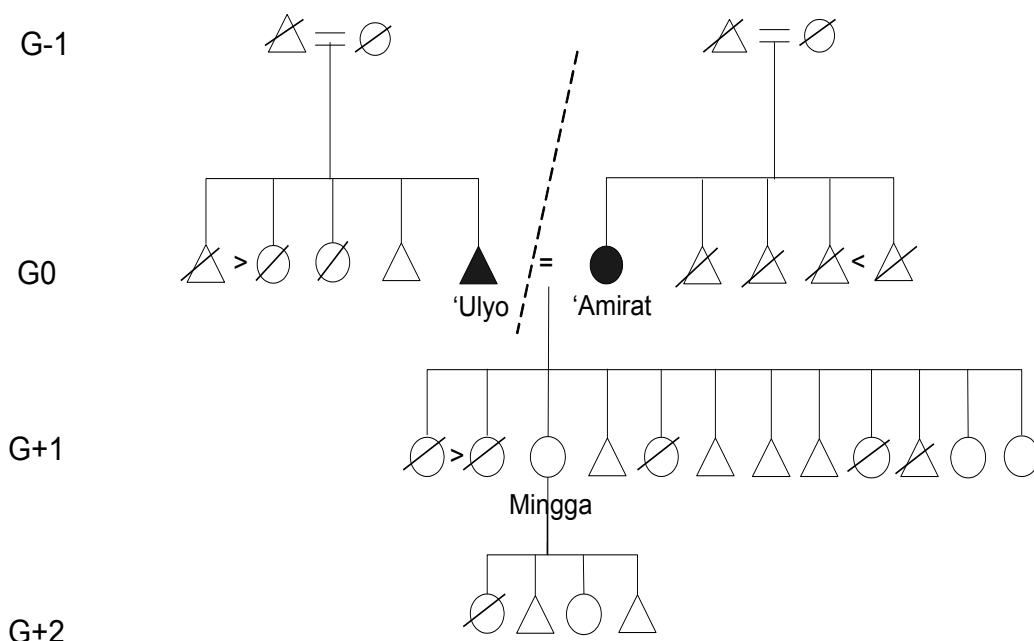 G-1
=
=
G0
>
'Ulyo
=
'Amirat
<
G+1
>
Mingga
G+2